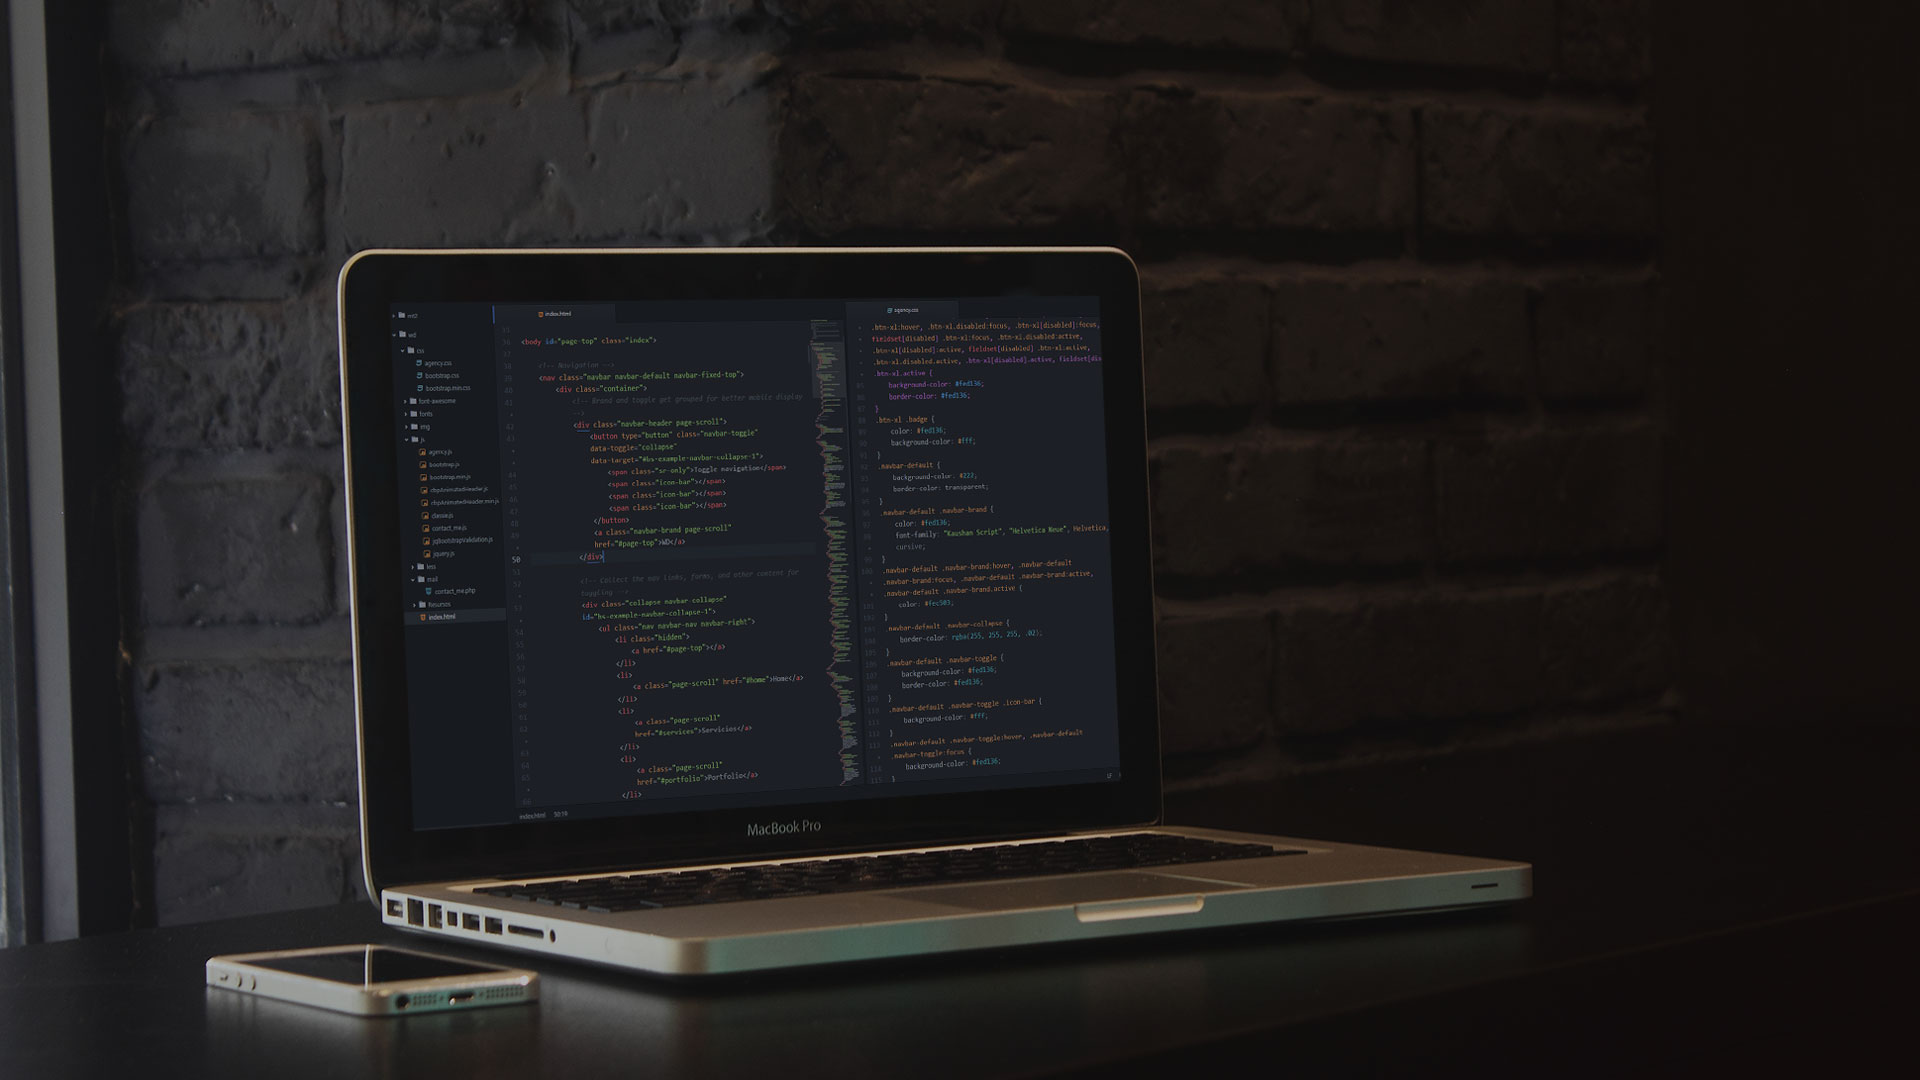 index.html
agency.css
wd
css
agency.css
bootstrap.css
bootstrap.min.css
font-awesome
fonts
img
js
agency.js
bootstrap.js
bootstrap.min.js
cbpAnimatedHeader.js
cbpAnimatedHeader.min.js
classie.js
contact_me.js
jqBootstrapValidation.js
jquery.js
less
mail
contact_me.php
index.html
<body id="page-top" class="index">
<!-- Navigation -->
<nav class="navbar navbar-default navbar-fixed-top">
<div class="container">
<!-- Brand and toggle get grouped for better mobile display
-->
<div class="navbar-header page-scroll">
<button type="button" class="navbar-toggle"
data-toggle="collapse"
data-target="#bs-example-navbar-collapse-1">
<span class="sr-only">Toggle navigation</span>
<span class="icon-bar"></span>
<span class="icon-bar"></span>
<span class="icon-bar"></span>
</button>
<a class="navbar-brand page-scroll"
href="#page-top">WD</a>
50 </div>
<!-- Collect the nav links, forms, and other content for
toggling -->
<div class="collapse navbar-collapse"
id="bs-example-navbar-collapse-1">
<ul class="nav navbar-nav navbar-right">
<li class="hidden">
<a href="#page-top"></a>
</li>
<li>
<a class="page-scroll" href="#home">Home</a>
</li>
<li>
<a class="page-scroll"
href="#services">Servicios</a>
</li>
<li>
<a class="page-scroll"
href="#portfolio">Portfolio</a>
</li>
index.html 50:19
.btn-xl:hover, .btn-xl.disabled:focus, .btn-xl[disabled]:focus,
fieldset[disabled] .btn-xl:focus, .btn-xl.disabled:active,
.btn-xl[disabled]:active, fieldset[disabled] .btn-xl:active,
.btn-xl.disabled.active, .btn-xl[disabled].active, fieldset[dis
.btn-xl.active {
background-color: #fed136;
border-color: #fed136;
}
.btn-xl .badge {
color: #fed136;
background-color: #fff;
}
.navbar-default {
background-color: #222;
border-color: transparent;
}
.navbar-default .navbar-brand {
color: #fed136;
font-family: "Kaushan Script", "Helvetica Neue", Helvetica,
cursive;
}
.navbar-default .navbar-brand:hover, .navbar-default
.navbar-brand:focus, .navbar-default .navbar-brand:active,
.navbar-default .navbar-brand.active {
color: #fec503;
}
.navbar-default .navbar-collapse {
border-color: rgba(255, 255, 255, .02);
}
.navbar-default .navbar-toggle {
background-color: #fed136;
border-color: #fed136;
}
.navbar-default .navbar-toggle .icon-bar {
background-color: #fff;
}
.navbar-default .navbar-toggle:hover, .navbar-default
.navbar-toggle:focus {
background-color: #fed136;
}
MacBook Pro